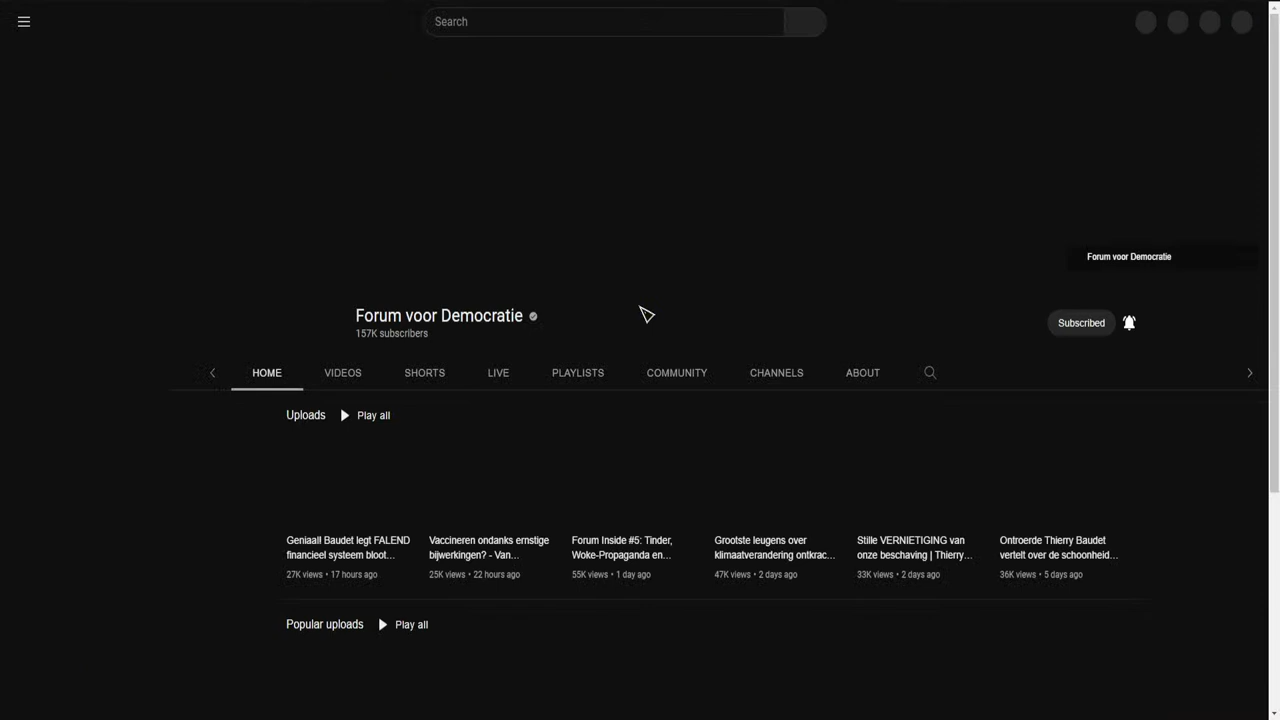 Search
Forum voor Democratie
Forum voor Democratie
157K subscribers
Subscribed
HOME VIDEOS SHORTS LIVE PLAYLISTS COMMUNITY CHANNELS ABOUT
Uploads Play all
Geniaal! Baudet legt FALEND
financieel systeem bloot...
27K views • 17 hours ago
Vaccineren ondanks ernstige
bijwerkingen? - Van...
25K views • 22 hours ago
Forum Inside #5: Tinder,
Woke-Propaganda en...
55K views • 1 day ago
Grootste leugens over
klimaatverandering ontkrac...
47K views • 2 days ago
Stille VERNIETIGING van
onze beschaving | Thierry...
33K views • 2 days ago
Ontroerde Thierry Baudet
vertelt over de schoonheid...
36K views • 5 days ago
Popular uploads Play all